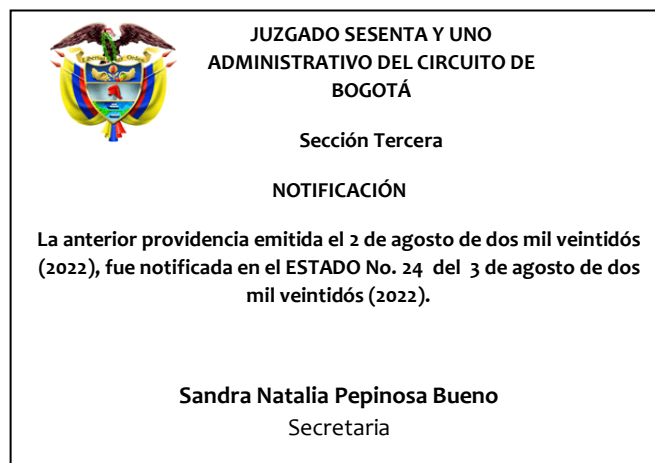 JUZGADO SESENTA Y UNO
ADMINISTRATIVO DEL CIRCUITO DE
BOGOTÁ
Sección Tercera
NOTIFICACIÓN
La anterior providencia emitida el 2 de agosto de dos mil veintidós
(2022), fue notificada en el ESTADO No. 24 del 3 de agosto de dos
mil veintidós (2022).
Sandra Natalia Pepinosa Bueno
Secretaria